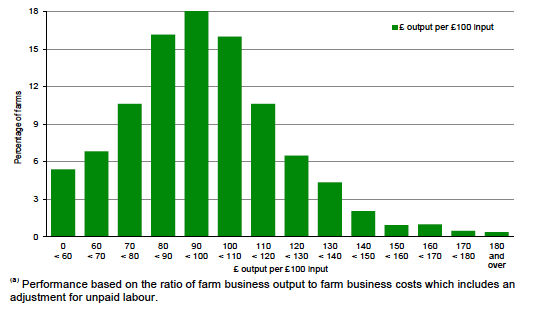 18
£ output per £100 input
15
12
9
6
3
0
Percentage of farms
0 60 70 80 90 100 110 120 130 140 150 160 170 180
< 60 < 70 < 80 < 90 < 100 < 110 < 120 < 130 < 140 < 150 < 160 < 170 < 180 and
over
£ output per £100 input
(a) Performance based on the ratio of farm business output to farm business costs which includes an
adjustment for unpaid labour.